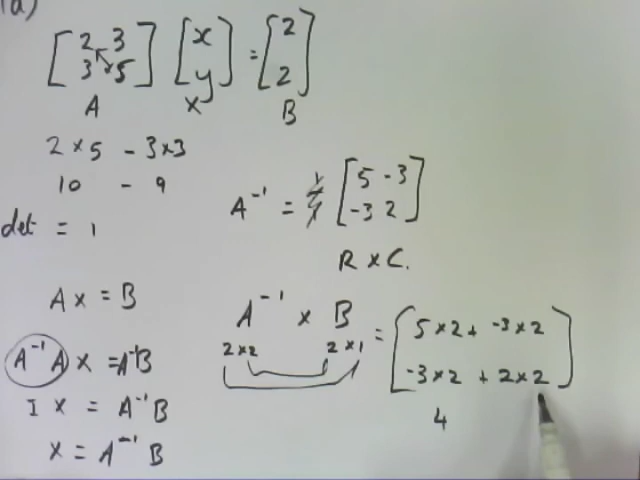 1(a)
[2 3
3 5] [x
y] = [2
2]
A x B
2 × 5 - 3 × 3
10 - 9
det = 1
A⁻¹ = [5 -3
-3 2]
R × C.
AX = B
A⁻¹ A X = A⁻¹B
I X = A⁻¹ B
X = A⁻¹ B
A⁻¹ × B = [5 × 2 + -3 × 2
2×2 2×1
-3 × 2 + 2 × 2]
4